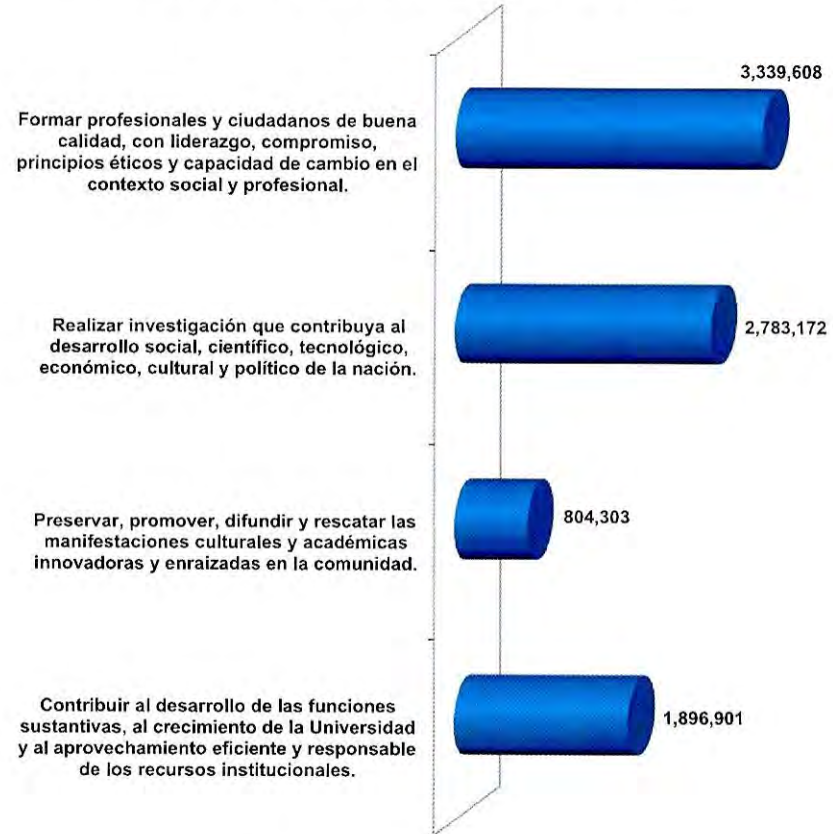 3,339,608
Formar profesionales y ciudadanos de buena
calidad, con liderazgo, compromiso,
principios éticos y capacidad de cambio en el
contexto social y profesional.
Realizar investigación que contribuya al
desarrollo social, científico, tecnológico,
económico, cultural y político de la nación.
2,783,172
Preservar, promover, difundir y rescatar las
manifestaciones culturales y académicas
innovadoras y enraizadas en la comunidad.
804,303
Contribuir al desarrollo de las funciones
sustantivas, al crecimiento de la Universidad
y al aprovechamiento eficiente y responsable
de los recursos institucionales.
1,896,901